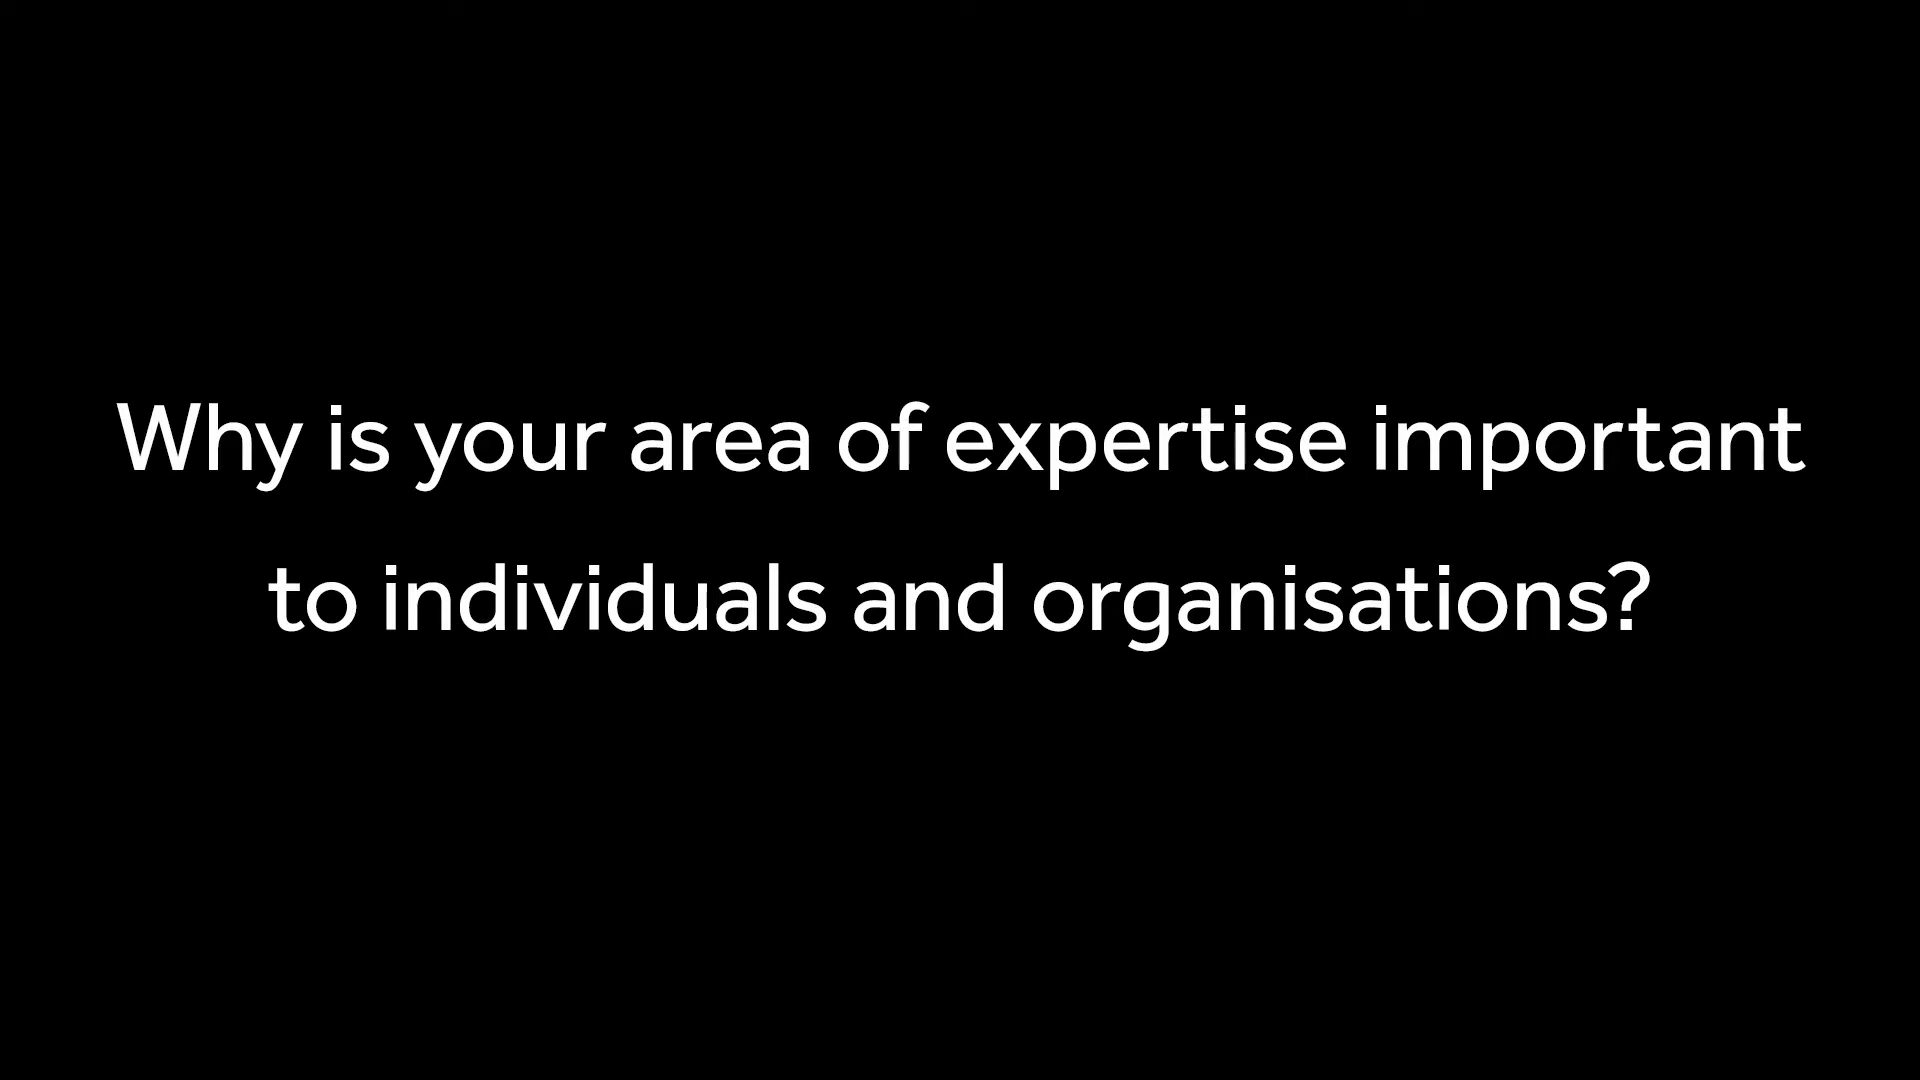 Why is your area of expertise important
to individuals and organisations?